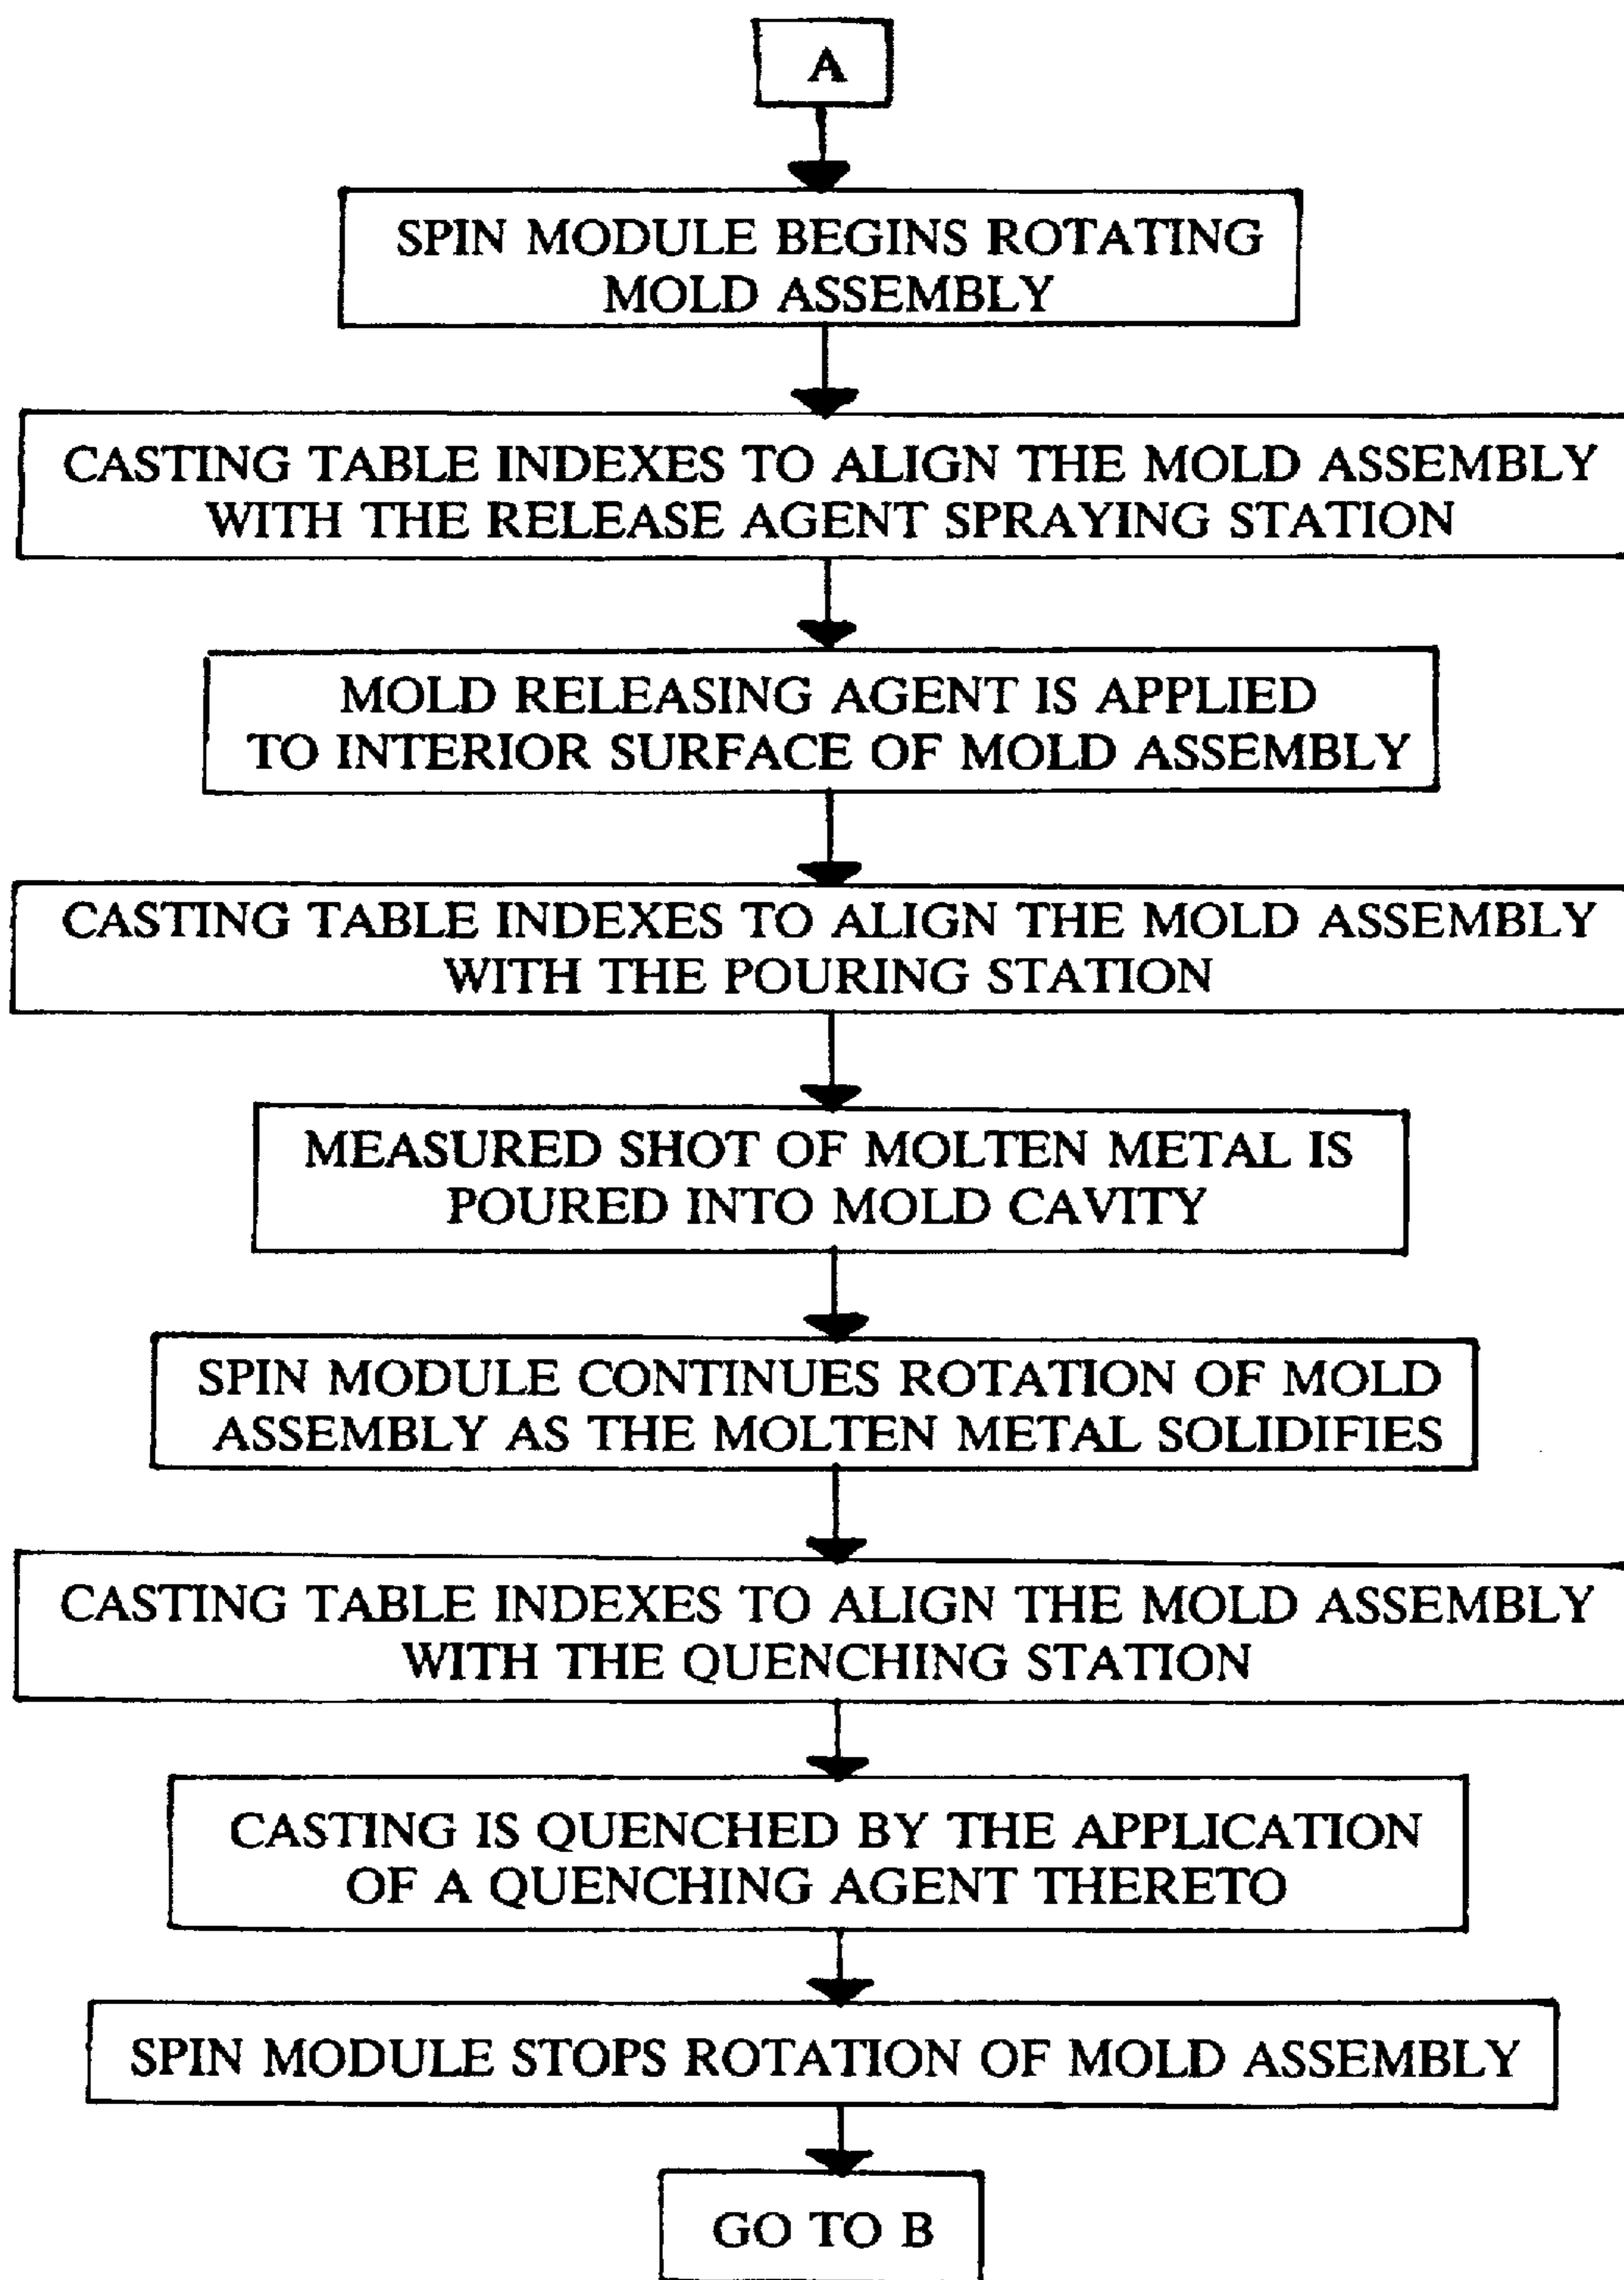 A
SPIN MODULE BEGINS ROTATING
MOLD ASSEMBLY
CASTING TABLE INDEXES TO ALIGN THE MOLD ASSEMBLY
WITH THE RELEASE AGENT SPRAYING STATION
MOLD RELEASING AGENT IS APPLIED
TO INTERIOR SURFACE OF MOLD ASSEMBLY
CASTING TABLE INDEXES TO ALIGN THE MOLD ASSEMBLY
WITH THE POURING STATION
MEASURED SHOT OF MOLTEN METAL IS
POURED INTO MOLD CAVITY
SPIN MODULE CONTINUES ROTATION OF MOLD
ASSEMBLY AS THE MOLTEN METAL SOLIDIFIES
CASTING TABLE INDEXES TO ALIGN THE MOLD ASSEMBLY
WITH THE QUENCHING STATION
CASTING IS QUENCHED BY THE APPLICATION
OF A QUENCHING AGENT THERETO
SPIN MODULE STOPS ROTATION OF MOLD ASSEMBLY
GO TO B